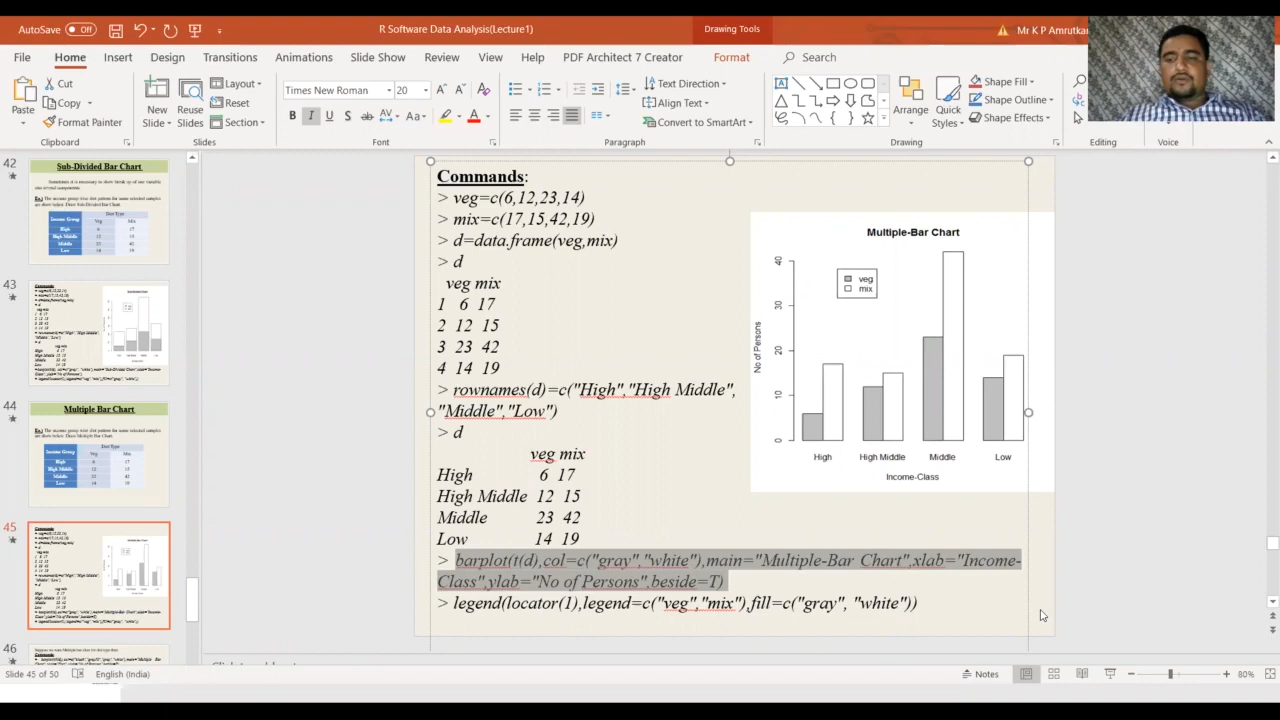 AutoSave Off R Software Data Analysis(Lecture1) Drawing Tools Mr K P Amrutka
File Home Insert Design Transitions Animations Slide Show Review View Help PDF Architect 7 Creator Format Search
Paste Cut Copy Format Painter Clipboard
New Slide Reuse Slides Layout Reset Section Slides
Times New Roman 20 Font
Text Direction Align Text Convert to SmartArt Paragraph
Arrange Quick Styles Shape Fill Shape Outline Shape Effects Drawing
Editing Voice
42
Sub-Divided Bar Chart
43
44
Multiple Bar Chart
45
46
Commands:
> veg=c(6,12,23,14)
> mix=c(17,15,42,19)
> d=data.frame(veg,mix)
> d
veg mix
1 6 17
2 12 15
3 23 42
4 14 19
> rownames(d)=c("High","High Middle",
"Middle","Low")
> d
veg mix
High 6 17
High Middle 12 15
Middle 23 42
Low 14 19
> barplot(t(d),col=c("gray","white"),main="Multiple-Bar Chart",xlab="Income-
Class",ylab="No of Persons",beside=T)
> legend(locator(1),legend=c("veg","mix"),fill=c("gray", "white"))
Multiple-Bar Chart
veg
mix
No of Persons
40
30
20
10
0
High High Middle Middle Low
Income-Class
Slide 45 of 50 English (India) Notes 80%